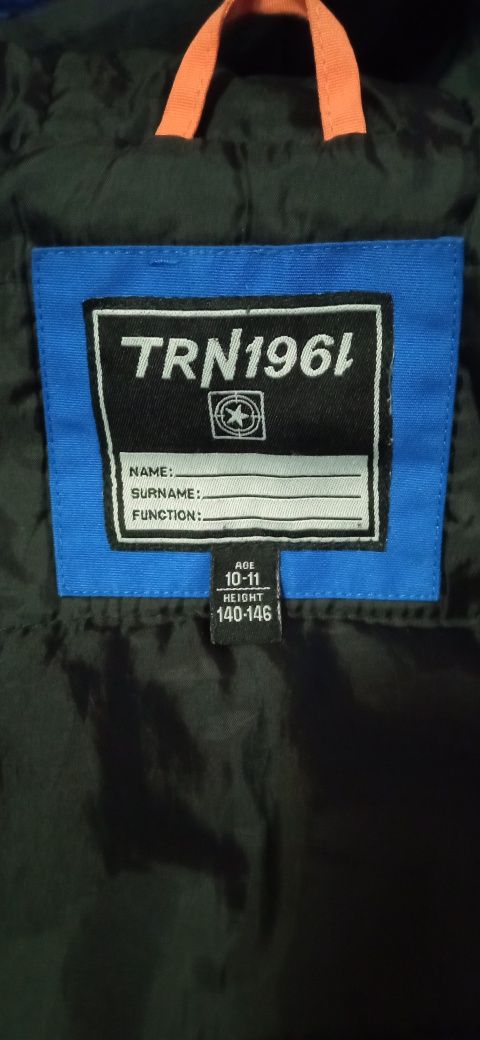 TRN1961
NAME:
SURNAME:
FUNCTION:
AGE
10-11
HEIGHT
140-146